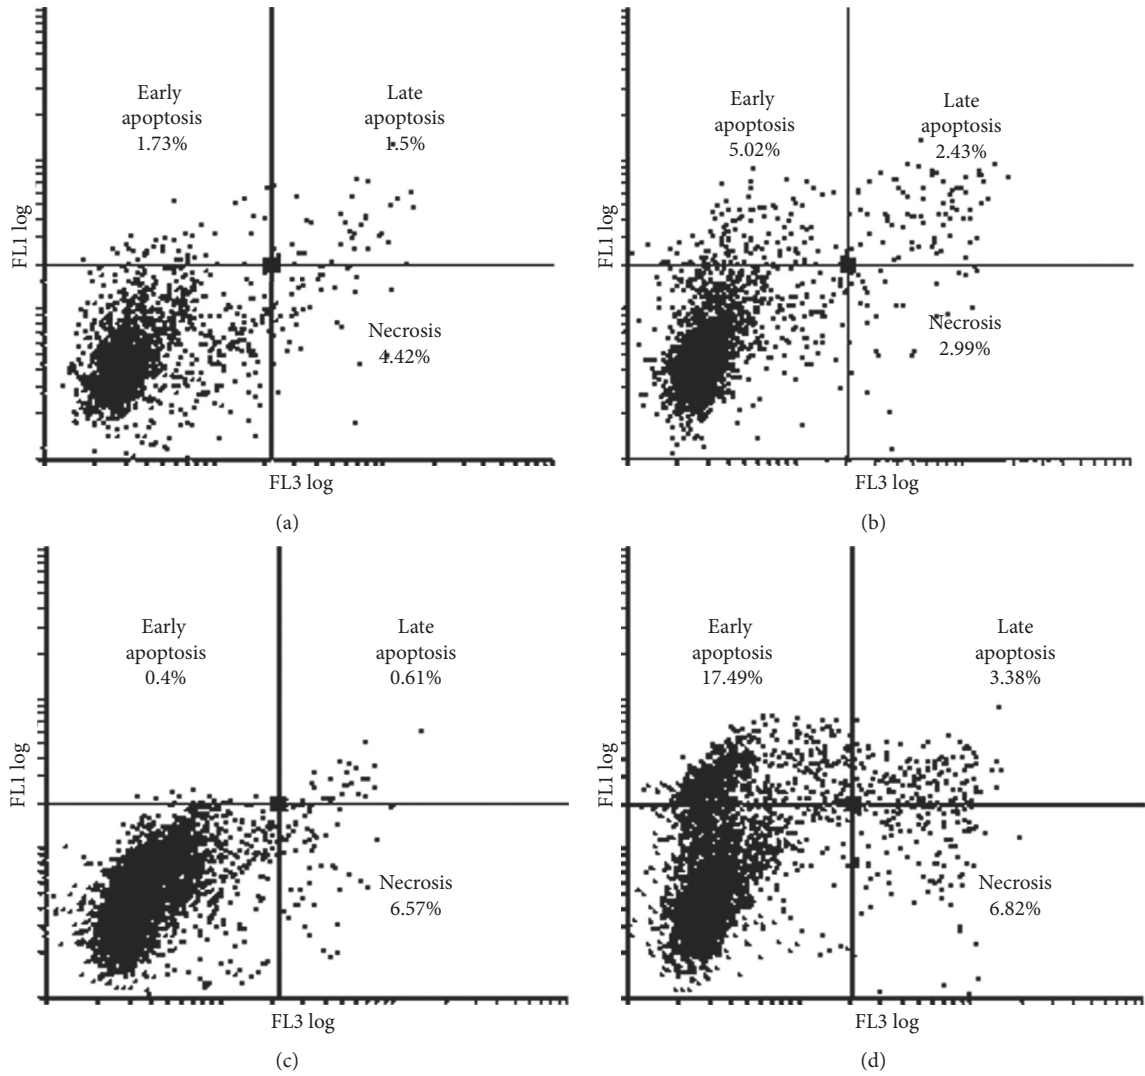 Early
apoptosis
1.73%
Late
apoptosis
1.5%
Necrosis
4.42%
FL1 log
FL3 log
(a)
Early
apoptosis
5.02%
Late
apoptosis
2.43%
Necrosis
2.99%
FL1 log
FL3 log
(b)
Early
apoptosis
0.4%
Late
apoptosis
0.61%
Necrosis
6.57%
FL1 log
FL3 log
(c)
Early
apoptosis
17.49%
Late
apoptosis
3.38%
Necrosis
6.82%
FL1 log
FL3 log
(d)